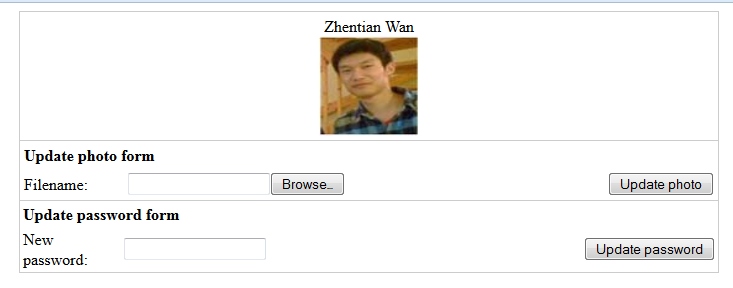 Zhentian Wan
Update photo form
Filename: Browse... Update photo
Update password form
New
password: Update password